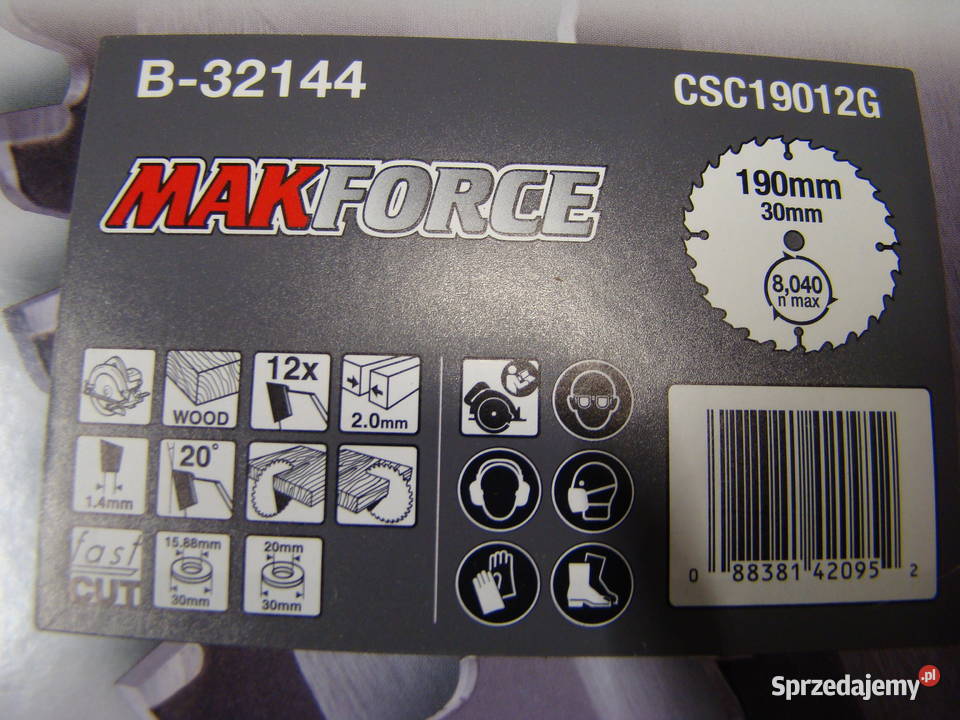 B-32144
CSC19012G
MAKFORCE
190mm
30mm
8,040
n max
WOOD
12x
2.0mm
1.4mm
20°
fast
CUT
15.88mm
30mm
20mm
30mm
0 88381 42095 2
Sprzedajemy.pl